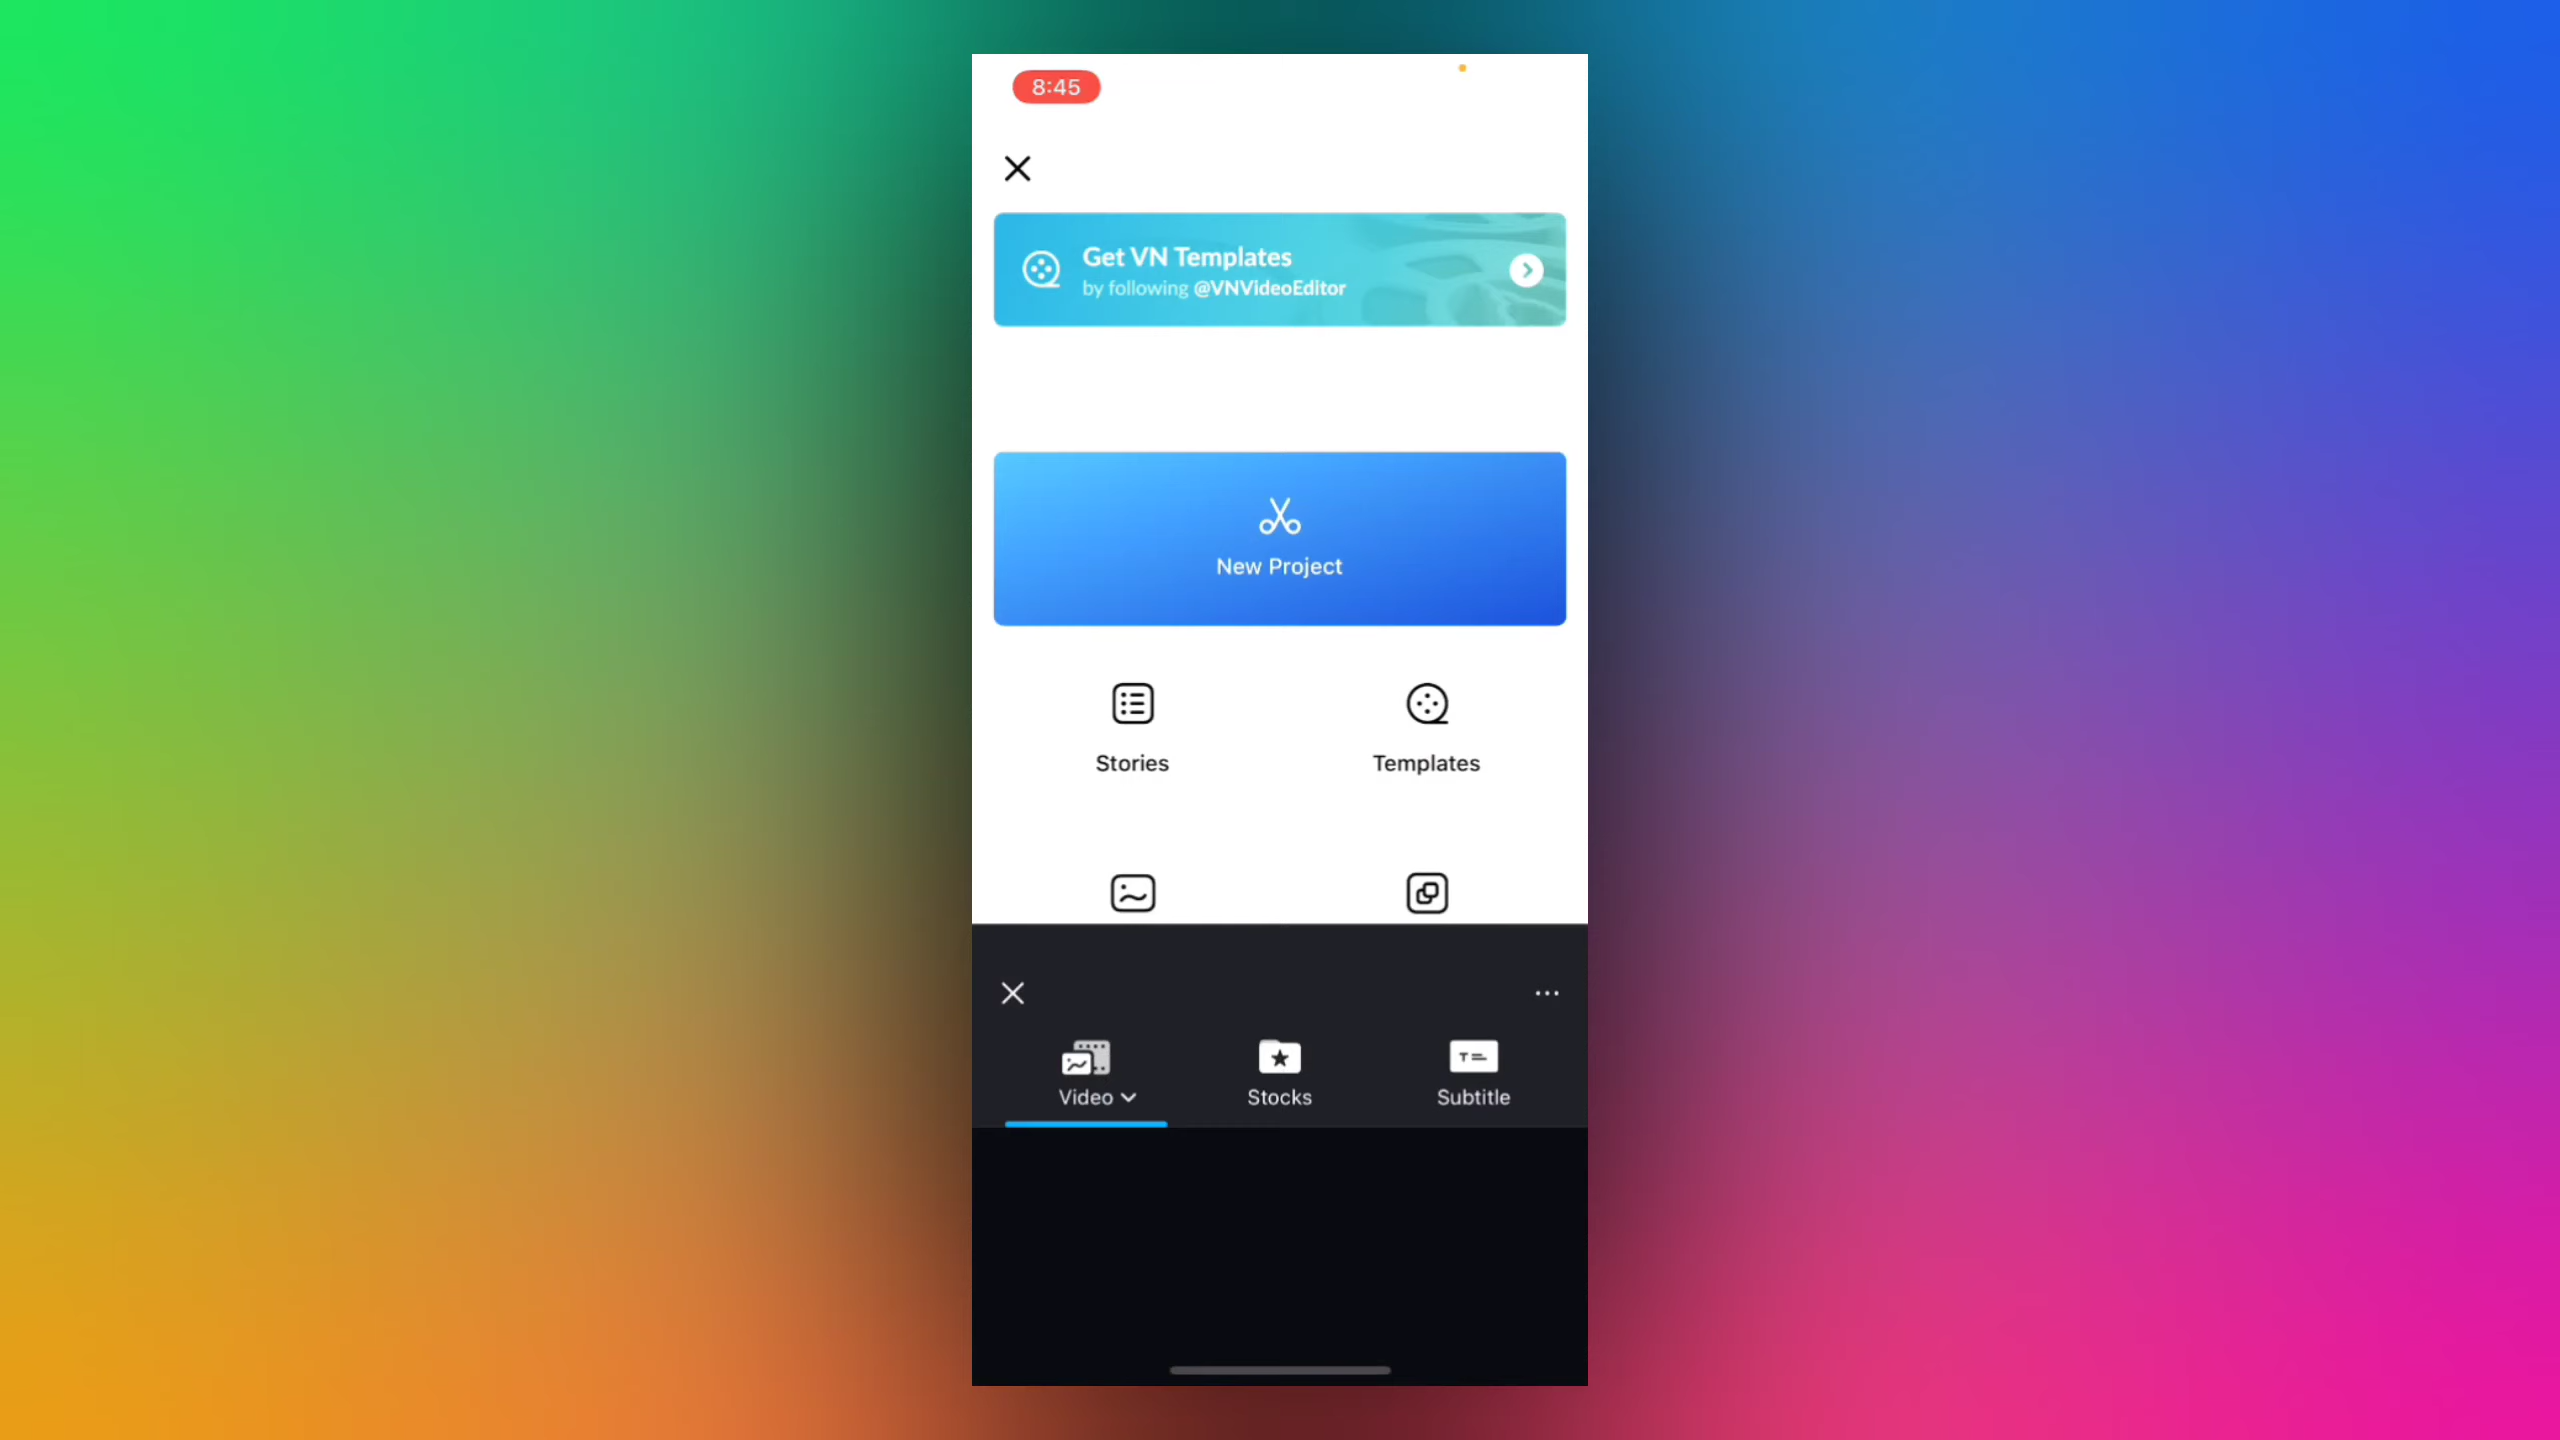 8:45
Get VN Templates
by following @VNVideoEditor
New Project
Stories
Templates
Video
Stocks
Subtitle